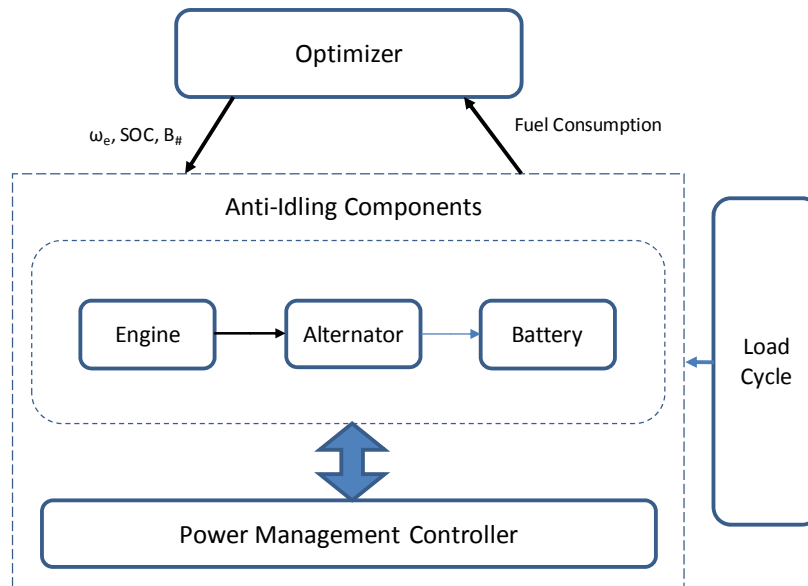 Optimizer
ωe, SOC, B#
Fuel Consumption
Anti-Idling Components
Engine
Alternator
Battery
Load
Cycle
Power Management Controller